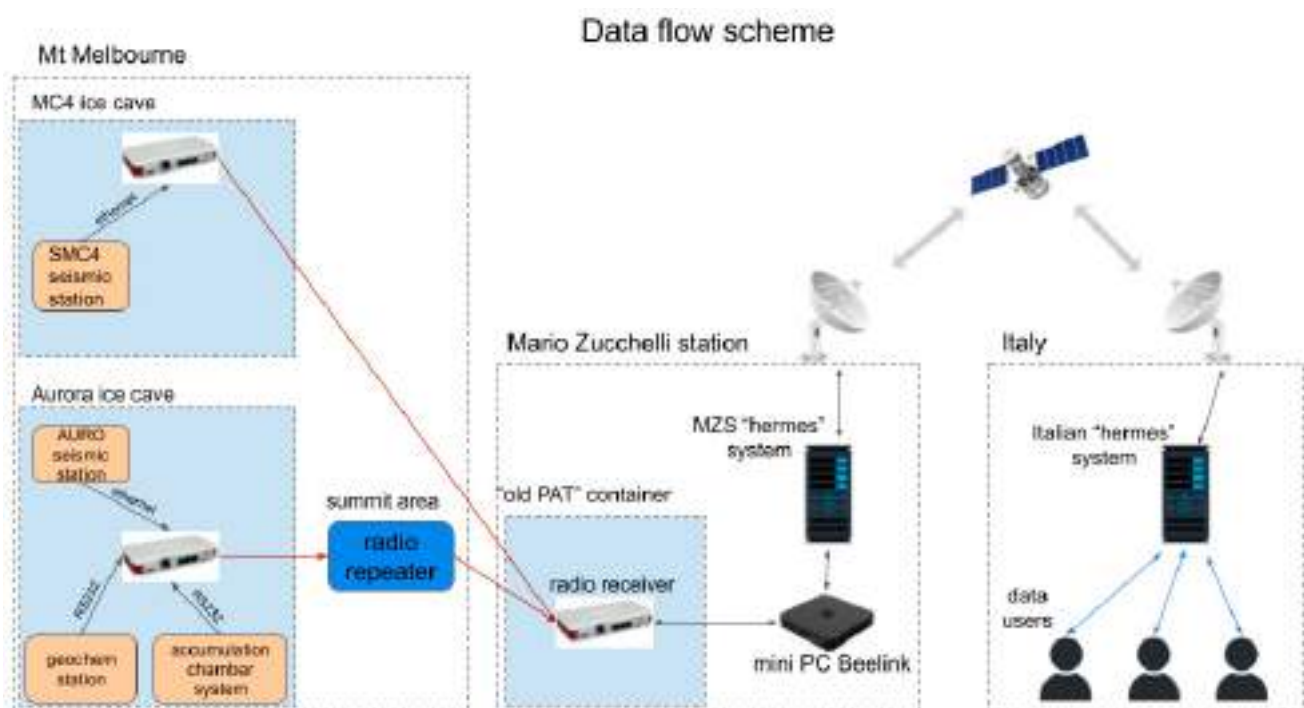 Data flow scheme
Mt Melbourne
MC4 ice cave
ethernet
SMC4
seismic
station
Aurora ice cave
AURO
seismic
station
ethernet
RS232
RS232
geochem
station
accumulation
chambar
system
summit area
radio
repeater
Mario Zucchelli station
"old PAT" container
radio receiver
MZS "hermes"
system
mini PC Beelink
Italy
Italian "hermes"
system
data
users